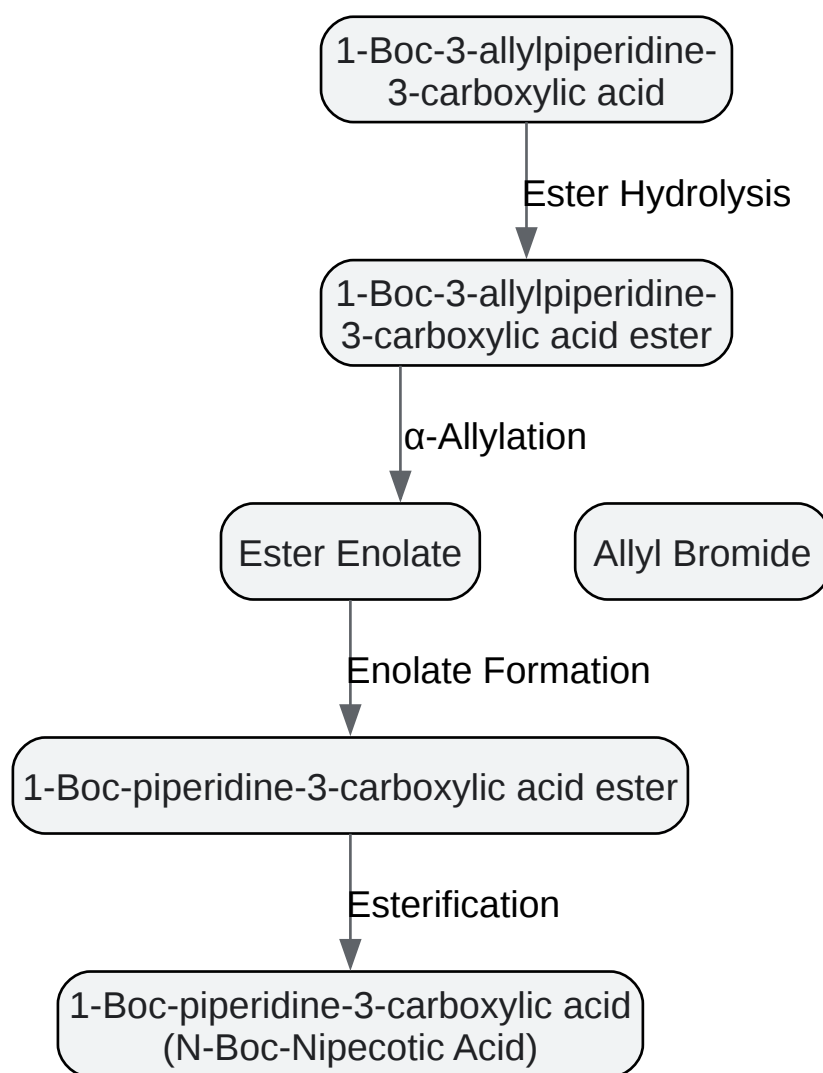 1-Boc-3-allylpiperidine-
3-carboxylic acid
Ester Hydrolysis
1-Boc-3-allylpiperidine-
3-carboxylic acid ester
α-Allylation
Ester Enolate
Allyl Bromide
Enolate Formation
1-Boc-piperidine-3-carboxylic acid ester
Esterification
1-Boc-piperidine-3-carboxylic acid
(N-Boc-Nipecotic Acid)